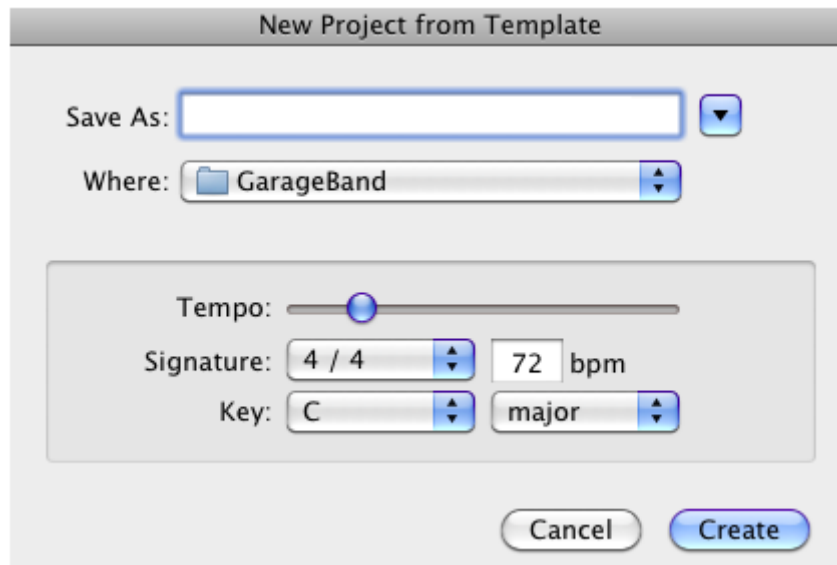 New Project from Template
Save As:
Where: GarageBand
Tempo:
Signature: 4 / 4 72 bpm
Key: C major
Cancel Create